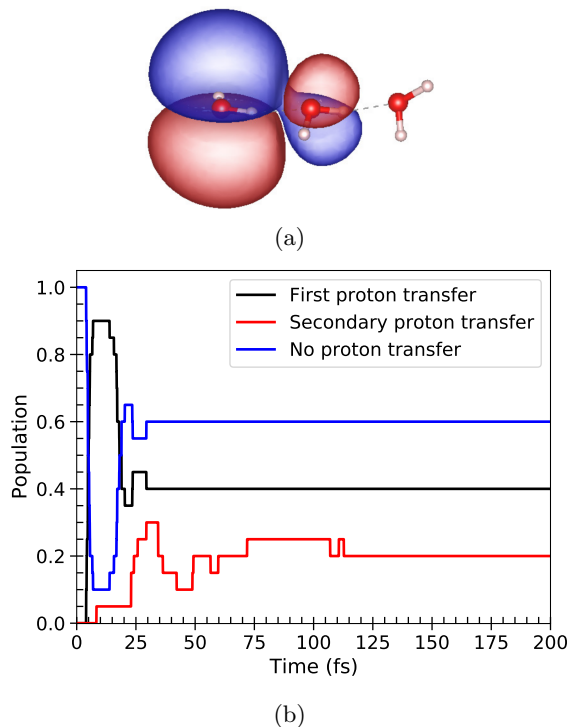 (a)
First proton transfer
Secondary proton transfer
No proton transfer
1.0
0.8
0.6
0.4
0.2
0.0
Population
0 25 50 75 100 125 150 175 200
Time (fs)
(b)